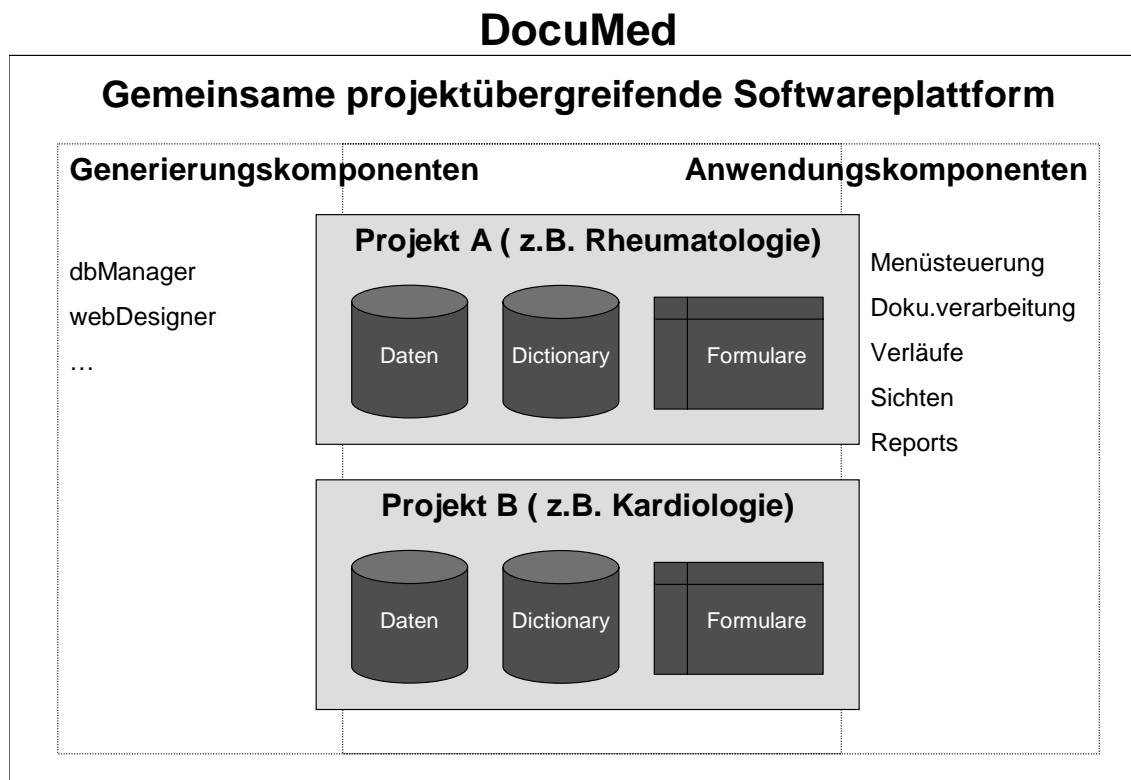 DocuMed
Gemeinsame projektübergreifende Softwareplattform
Generierungskomponenten
Anwendungskomponenten
dbManager
webDesigner
…
Projekt A ( z.B. Rheumatologie)
Daten
Dictionary
Formulare
Projekt B ( z.B. Kardiologie)
Daten
Dictionary
Formulare
Menüsteuerung
Doku.verarbeitung
Verläufe
Sichten
Reports